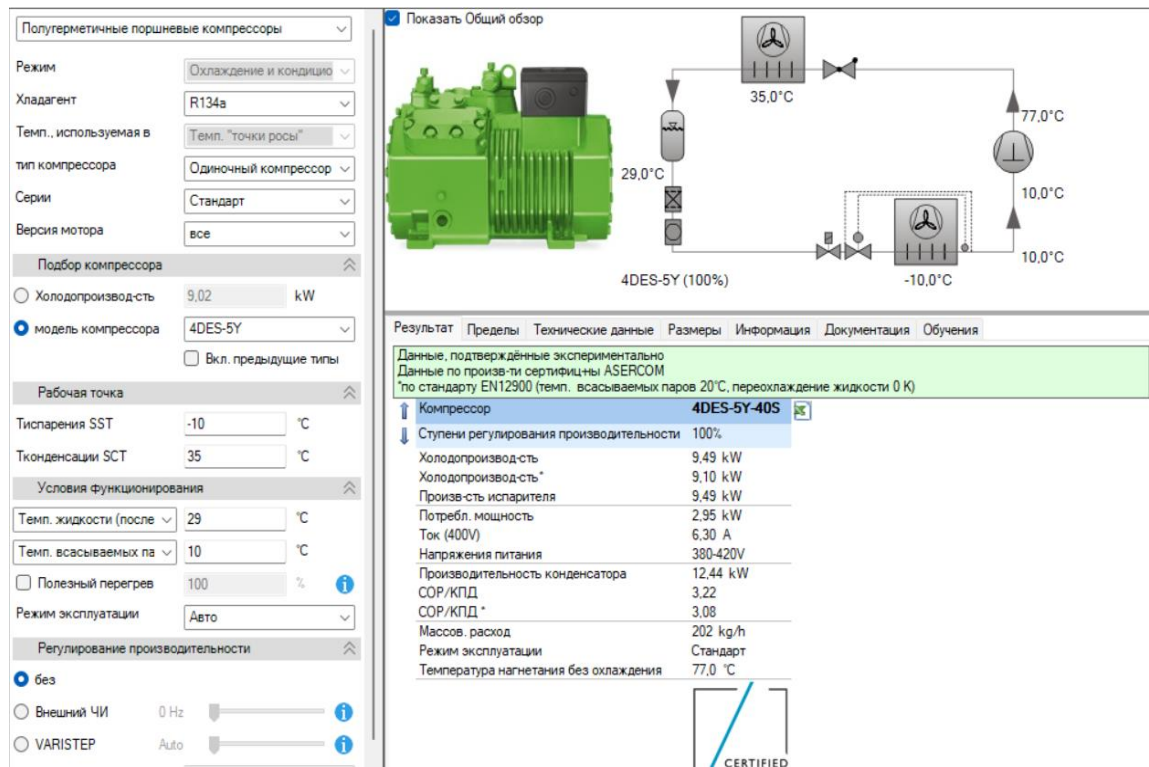 Полугерметичные поршневые компрессоры
Режим
Охлаждение и кондицио
Хладагент
R134a
Темп., используемая в
Темп. "точки росы"
тип компрессора
Одиночный компрессор
Серии
Стандарт
Версия мотора
все
Подбор компрессора
Холодопроизвод-сть
9,02
kW
модель компрессора
4DES-5Y
Вкл. предыдущие типы
Рабочая точка
Тиспарения SST
-10
°C
Тконденсации SCT
35
°C
Условия функционирования
Темп. жидкости (после
29
°C
Темп. всасываемых па
10
°C
Полезный перегрев
100
%
Режим эксплуатации
Авто
Регулирование производительности
без
Внешний ЧИ
0 Hz
VARISTEP
Auto
Показать Общий обзор
35,0°C
77,0°C
29,0°C
10,0°C
10,0°C
4DES-5Y (100%)
-10,0°C
Результат Пределы Технические данные Размеры Информация Документация Обучения
Данные, подтверждённые экспериментально
Данные по произв-ти сертифиц-ны ASERCOM
*по стандарту EN12900 (темп. всасываемых паров 20°C, переохлаждение жидкости 0 K)
Компрессор 4DES-5Y-40S
Ступени регулирования производительности 100%
Холодопроизвод-сть 9,49 kW
Холодопроизвод-сть* 9,10 kW
Произв-сть испарителя 9,49 kW
Потребл. мощность 2,95 kW
Ток (400V) 6,30 A
Напряжения питания 380-420V
Производительность конденсатора 12,44 kW
COP/КПД 3,22
COP/КПД * 3,08
Массов. расход 202 kg/h
Режим эксплуатации Стандарт
Температура нагнетания без охлаждения 77,0 °C
CERTIFIED